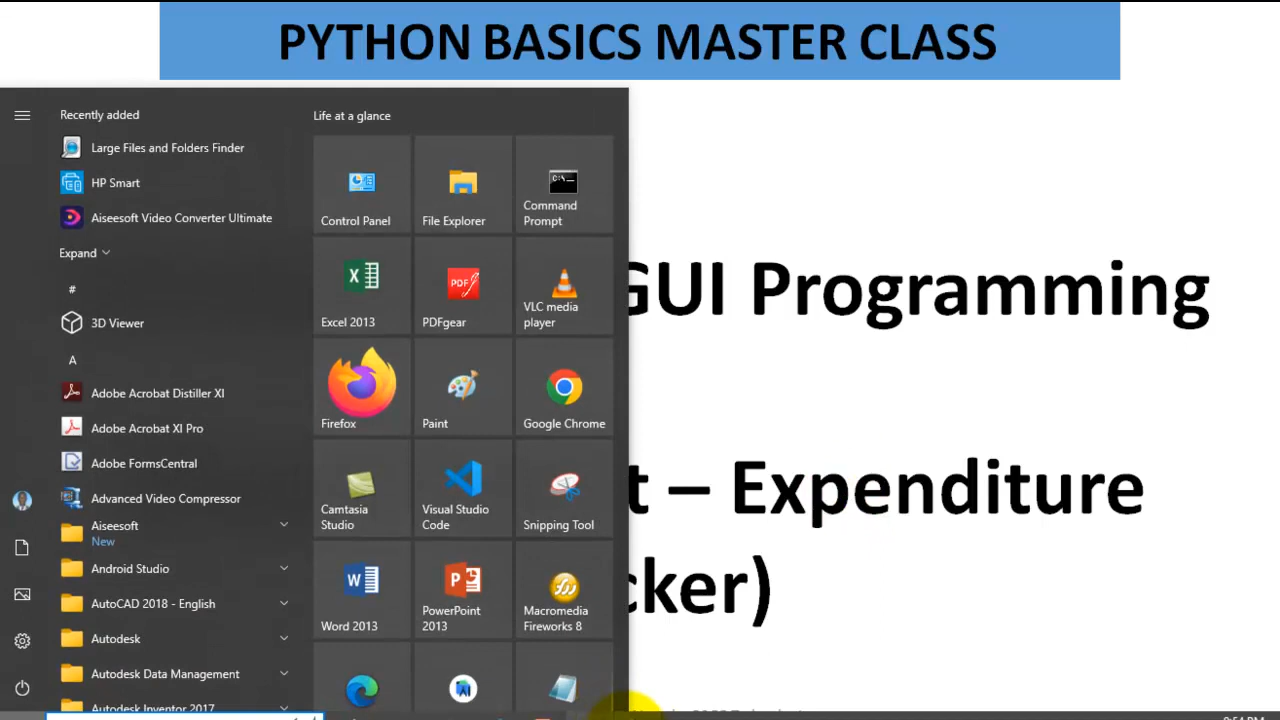 PYTHON BASICS MASTER CLASS
GUI Programming
t – Expenditure
cker)
Recently added
Large Files and Folders Finder
HP Smart
Aiseesoft Video Converter Ultimate
Expand
#
3D Viewer
A
Adobe Acrobat Distiller XI
Adobe Acrobat XI Pro
Adobe FormsCentral
Advanced Video Compressor
Aiseesoft
New
Android Studio
AutoCAD 2018 - English
Autodesk
Autodesk Data Management
Autodesk Inventor 2017
Life at a glance
Control Panel
File Explorer
C:\
Command
Prompt
Excel 2013
PDF
PDFgear
VLC media
player
Firefox
Paint
Google Chrome
Camtasia
Studio
Visual Studio
Code
Snipping Tool
Word 2013
PowerPoint
2013
Macromedia
Fireworks 8